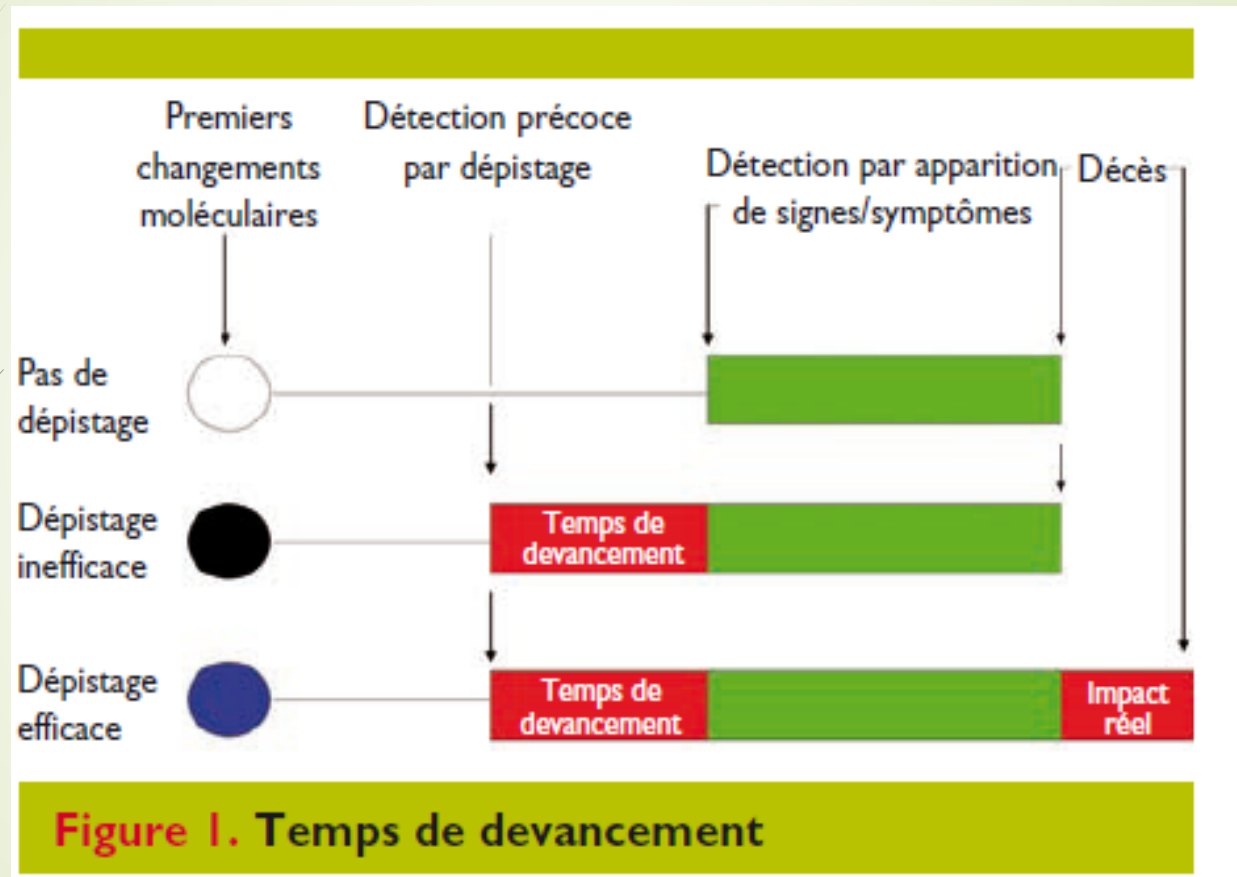 Premiers
changements
moléculaires
Détection précoce
par dépistage
Détection par apparition
de signes/symptômes
Décès
Pas de
dépistage
Dépistage
inefficace
Temps de
devancement
Dépistage
efficace
Temps de
devancement
Impact
réel
Figure 1. Temps de devancement